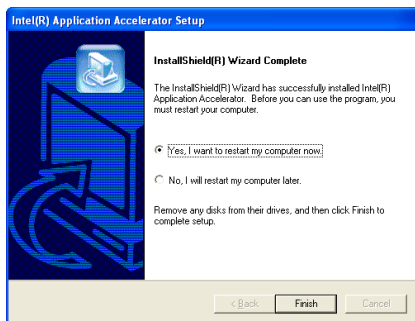 Intel(R) Application Accelerator Setup
InstallShield(R) Wizard Complete
The InstallShield(R) Wizard has successfully installed Intel(R)
Application Accelerator. Before you can use the program, you
must restart your computer.
Yes, I want to restart my computer now.
No, I will restart my computer later.
Remove any disks from their drives, and then click Finish to
complete setup.
< Back
Finish
Cancel